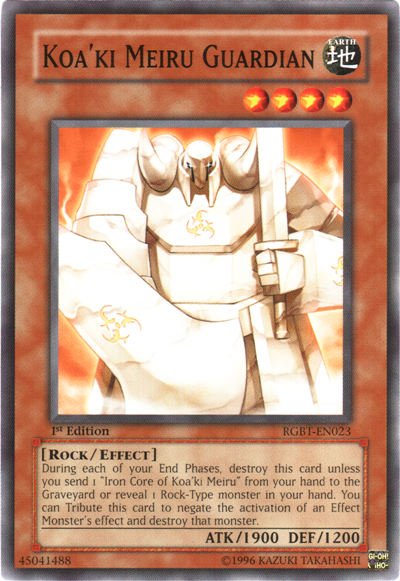 KOA'KI MEIRU GUARDIAN
EARTH
地
1st Edition
RGBT-EN023
[ROCK/EFFECT]
During each of your End Phases, destroy this card unless
you send 1 "Iron Core of Koa'ki Meiru" from your hand to the
Graveyard or reveal 1 Rock-Type monster in your hand. You
can Tribute this card to negate the activation of an Effect
Monster's effect and destroy that monster.
ATK/1900 DEF/1200
45041488
©1996 KAZUKI TAKAHASHI